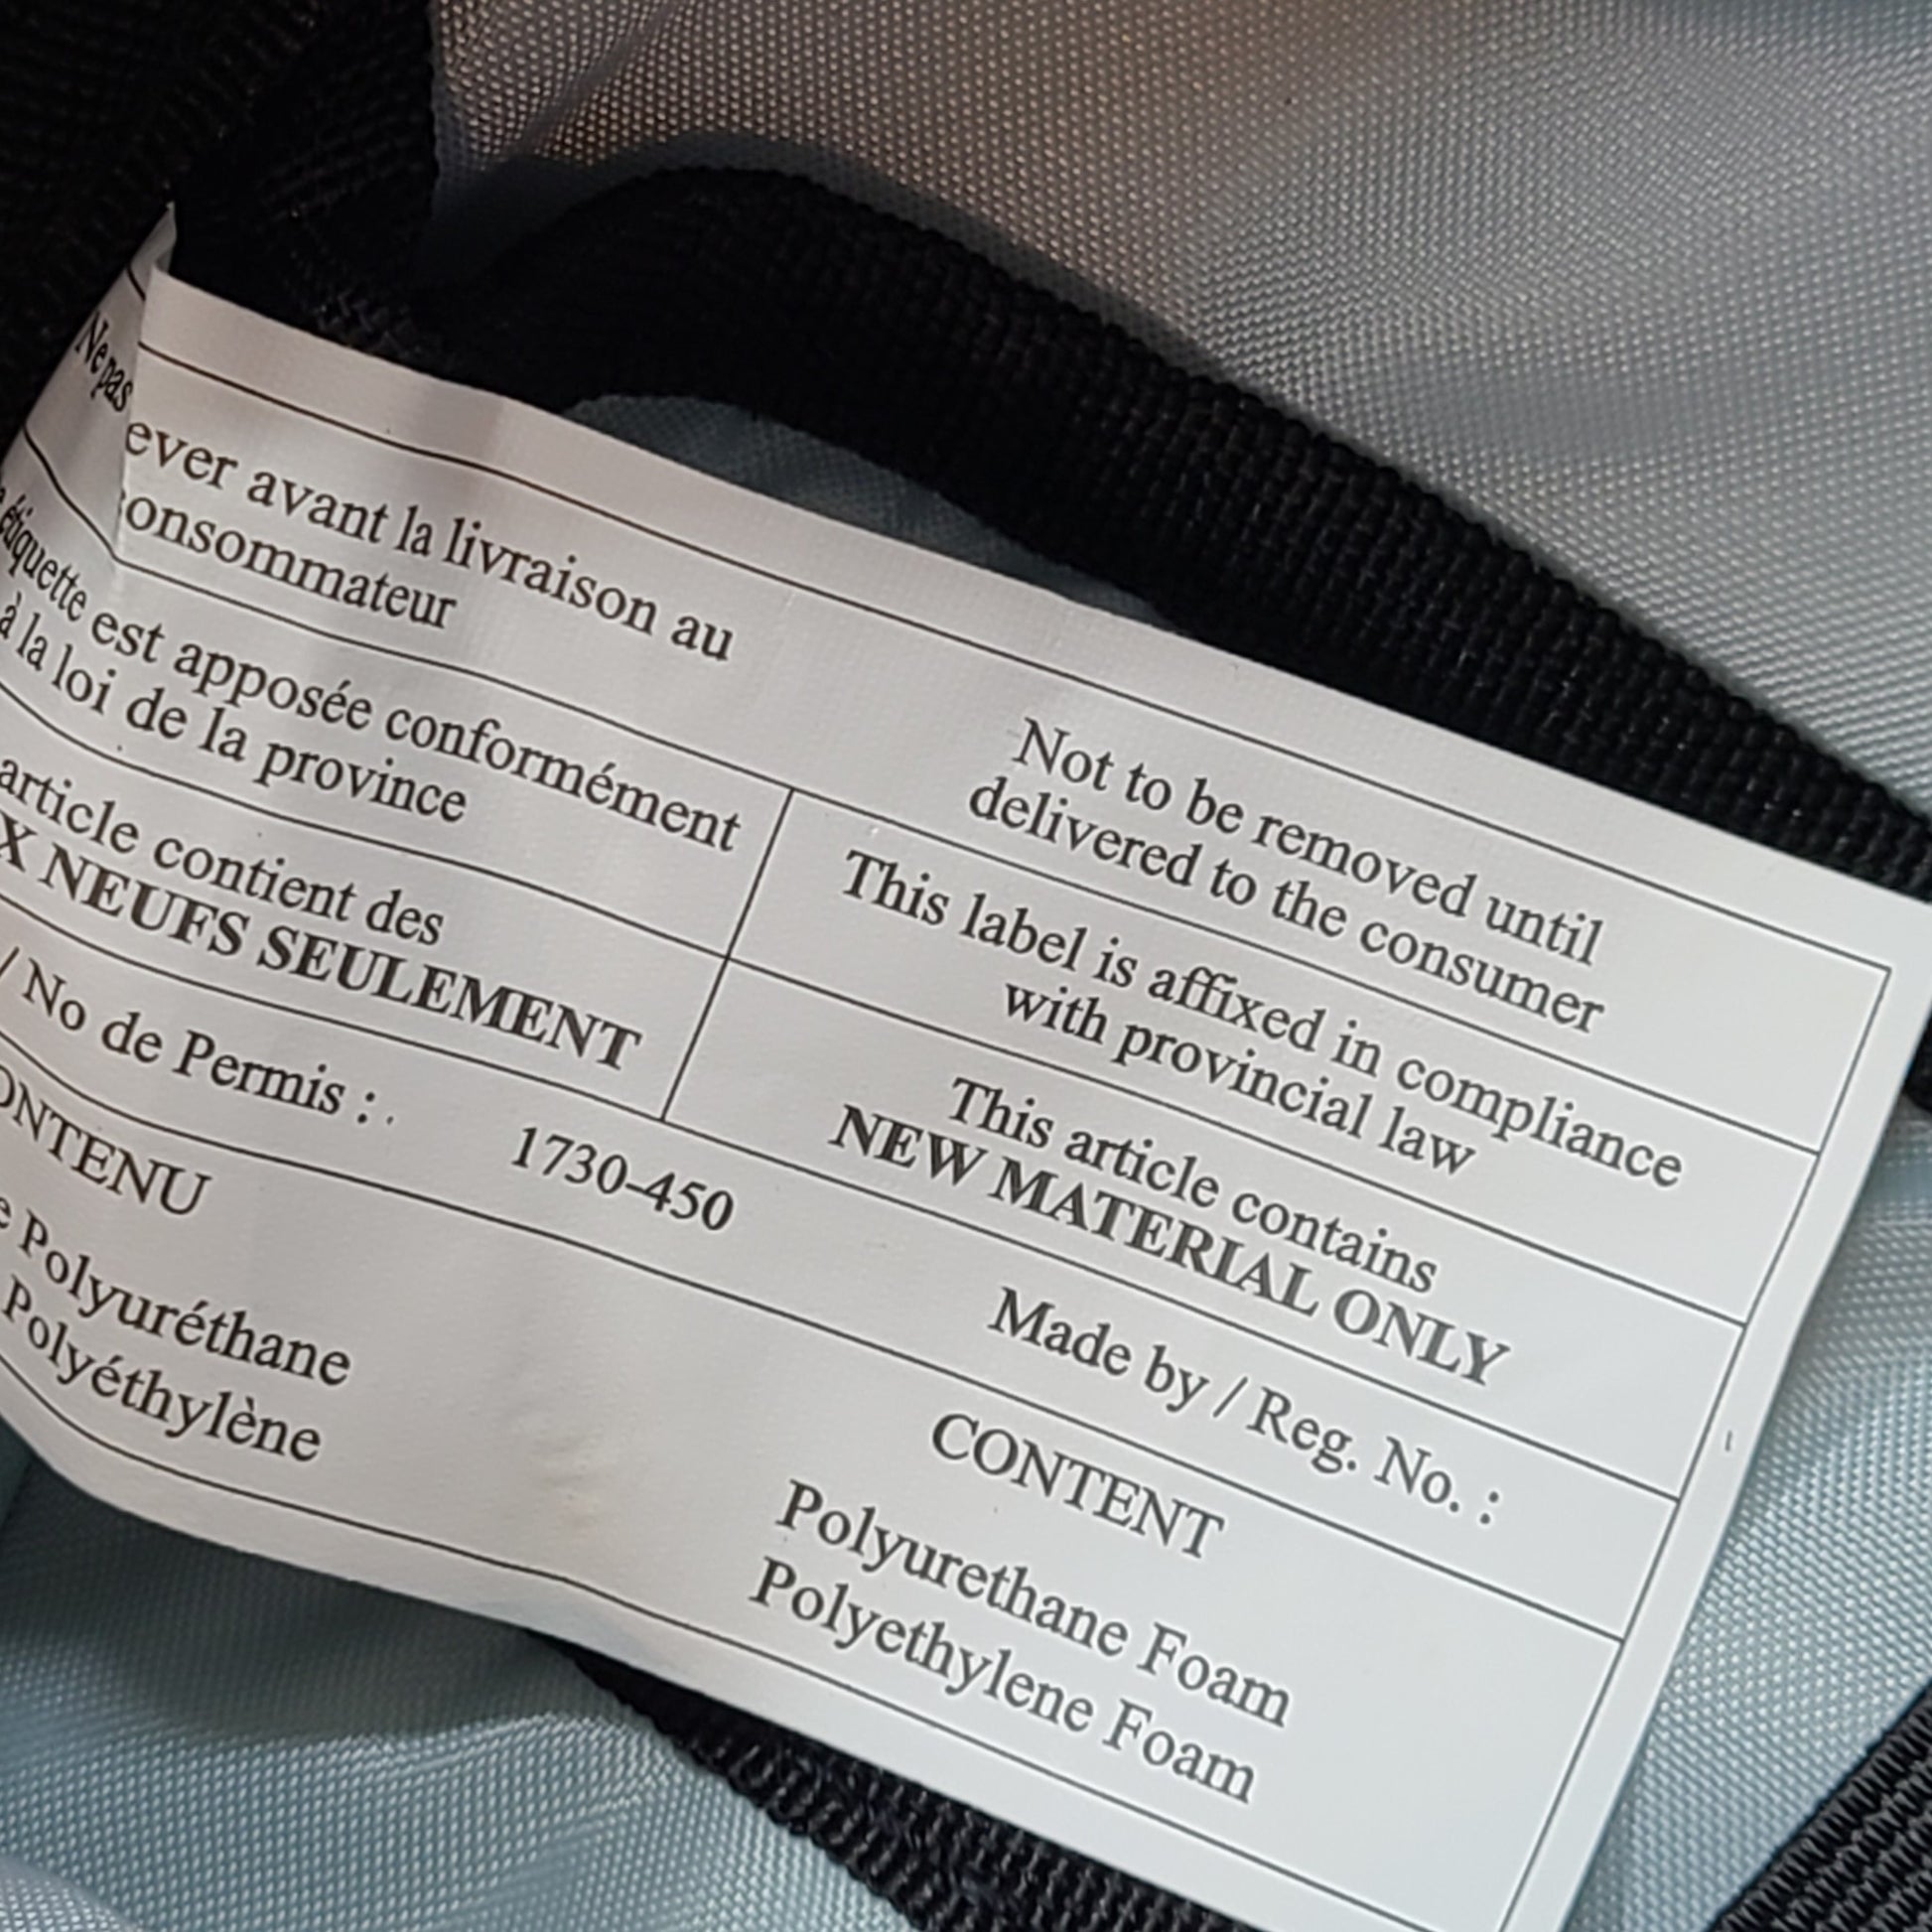 Ne pas
ever avant la livraison au
onsommateur
Not to be removed until
delivered to the consumer
étiquette est apposée conformément
à la loi de la province
This label is affixed in compliance
with provincial law
article contient des
X NEUFS SEULEMENT
This article contains
NEW MATERIAL ONLY
/ No de Permis :
1730-450
Made by / Reg. No. :
ONTENU
CONTENT
e Polyuréthane
Polyéthylène
Polyurethane Foam
Polyethylene Foam